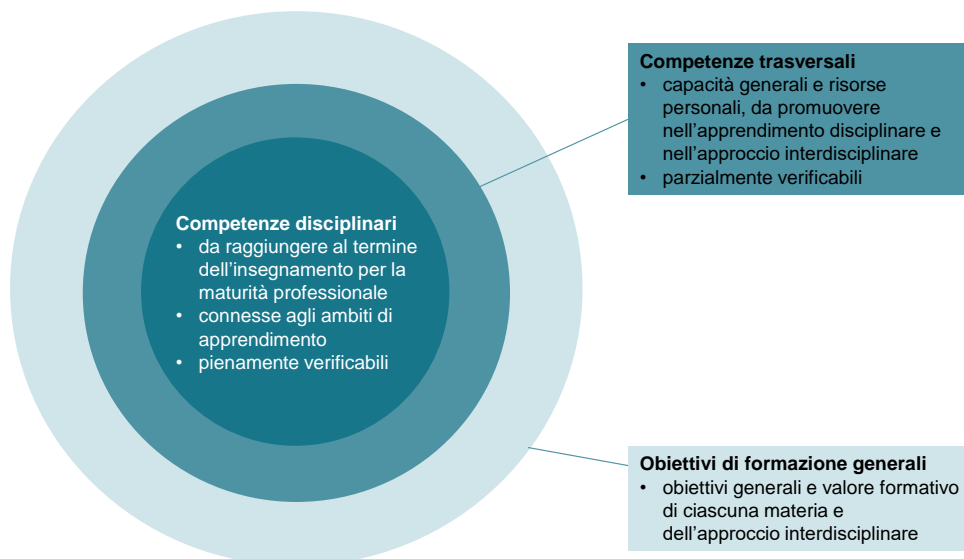 Competenze trasversali
• capacità generali e risorse
personali, da promuovere
nell'apprendimento disciplinare e
nell'approccio interdisciplinare
• parzialmente verificabili
Competenze disciplinari
• da raggiungere al termine
dell'insegnamento per la
maturità professionale
• connesse agli ambiti di
apprendimento
• pienamente verificabili
Obiettivi di formazione generali
• obiettivi generali e valore formativo
di ciascuna materia e
dell'approccio interdisciplinare